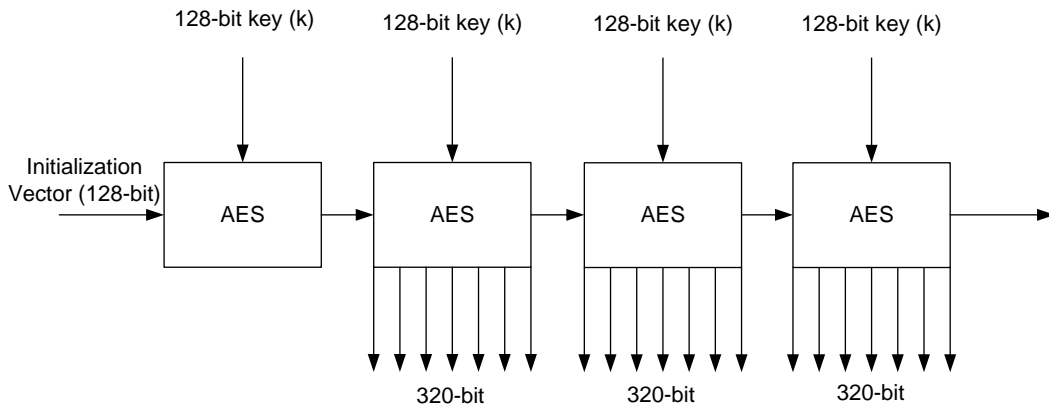 128-bit key (k)
128-bit key (k)
128-bit key (k)
128-bit key (k)
Initialization
Vector (128-bit)
AES
AES
AES
AES
320-bit
320-bit
320-bit